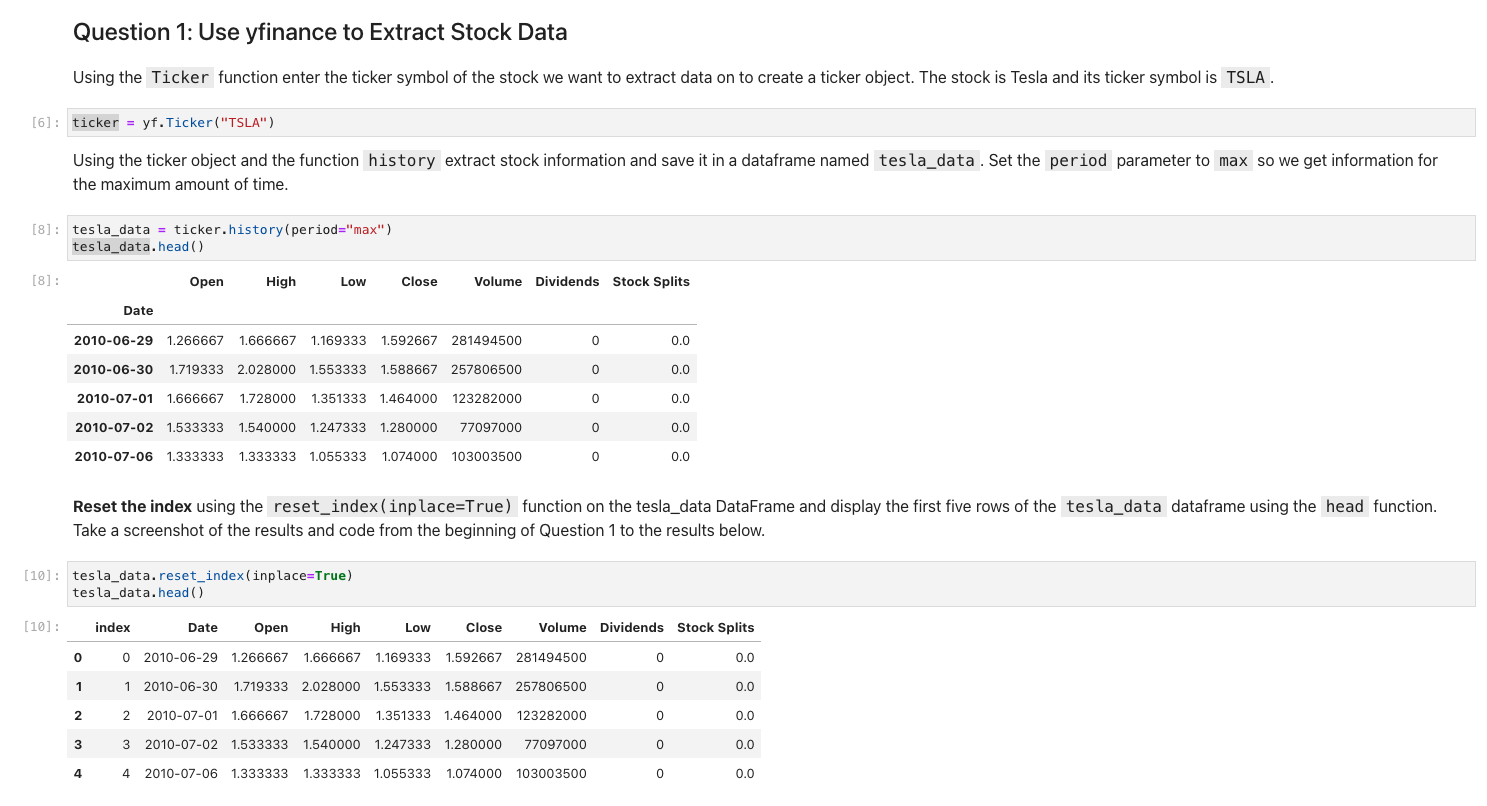 Question 1: Use yfinance to Extract Stock Data
Using the Ticker function enter the ticker symbol of the stock we want to extract data on to create a ticker object. The stock is Tesla and its ticker symbol is TSLA.
[6]: ticker = yf.Ticker("TSLA")
Using the ticker object and the function history extract stock information and save it in a dataframe named tesla_data. Set the period parameter to max so we get information for
the maximum amount of time.
[8]: tesla_data = ticker.history(period="max")
tesla_data.head()
[8]: Open High Low Close Volume Dividends Stock Splits
Date
2010-06-29 1.266667 1.666667 1.169333 1.592667 281494500 0 0.0
2010-06-30 1.719333 2.028000 1.553333 1.588667 257806500 0 0.0
2010-07-01 1.666667 1.728000 1.351333 1.464000 123282000 0 0.0
2010-07-02 1.533333 1.540000 1.247333 1.280000 77097000 0 0.0
2010-07-06 1.333333 1.333333 1.055333 1.074000 103003500 0 0.0
Reset the index using the reset_index(inplace=True) function on the tesla_data DataFrame and display the first five rows of the tesla_data dataframe using the head function.
Take a screenshot of the results and code from the beginning of Question 1 to the results below.
[10]: tesla_data.reset_index(inplace=True)
tesla_data.head()
[10]: index Date Open High Low Close Volume Dividends Stock Splits
0 0 2010-06-29 1.266667 1.666667 1.169333 1.592667 281494500 0 0.0
1 1 2010-06-30 1.719333 2.028000 1.553333 1.588667 257806500 0 0.0
2 2 2010-07-01 1.666667 1.728000 1.351333 1.464000 123282000 0 0.0
3 3 2010-07-02 1.533333 1.540000 1.247333 1.280000 77097000 0 0.0
4 4 2010-07-06 1.333333 1.333333 1.055333 1.074000 103003500 0 0.0